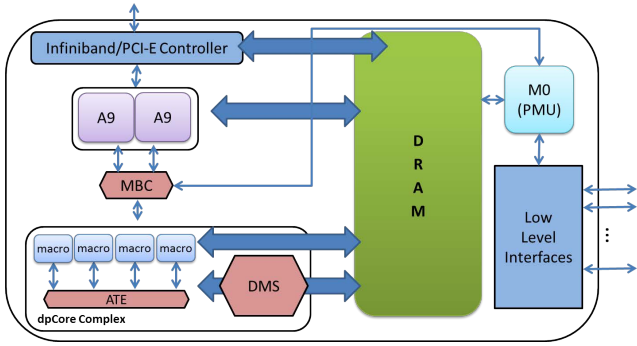 Infiniband/PCI-E Controller
A9
A9
MBC
macro
macro
macro
macro
ATE
dpCore Complex
DMS
D
R
A
M
M0
(PMU)
Low
Level
Interfaces
...